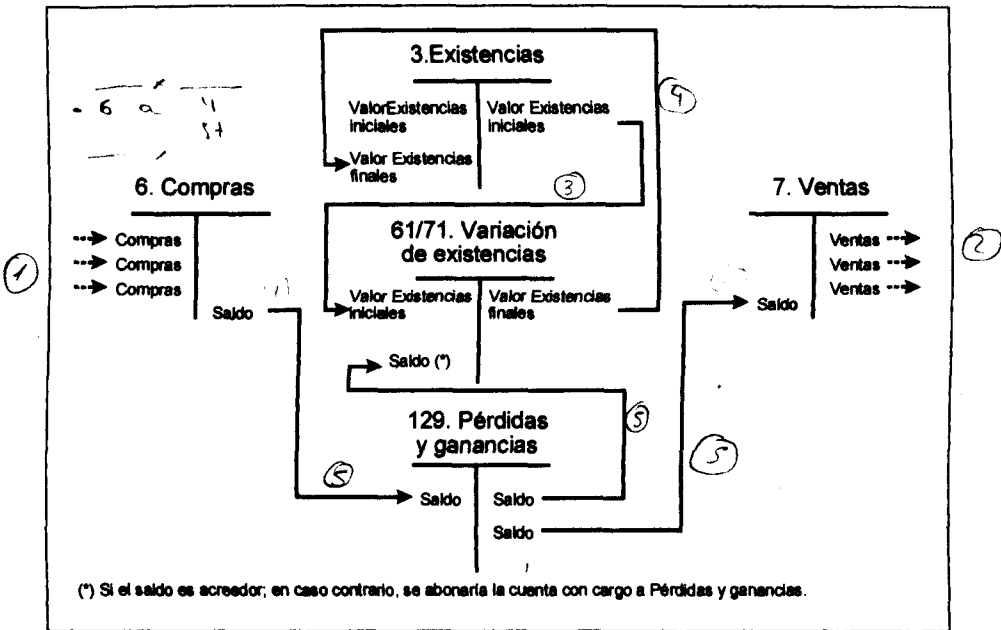 3.Existencias
4
ValorExistencias iniciales
Valor Existencias iniciales
Valor Existencias finales
6 a
3
6. Compras
7. Ventas
1
Compras
Compras
Compras
Saldo
61/71. Variación
de existencias
Valor Existencias iniciales
Valor Existencias finales
Saldo (*)
2
Ventas
Ventas
Ventas
Saldo
129. Pérdidas
y ganancias
5
5
5
Saldo
Saldo
Saldo
(*) Si el saldo es acreedor; en caso contrario, se abonaría la cuenta con cargo a Pérdidas y ganancias.